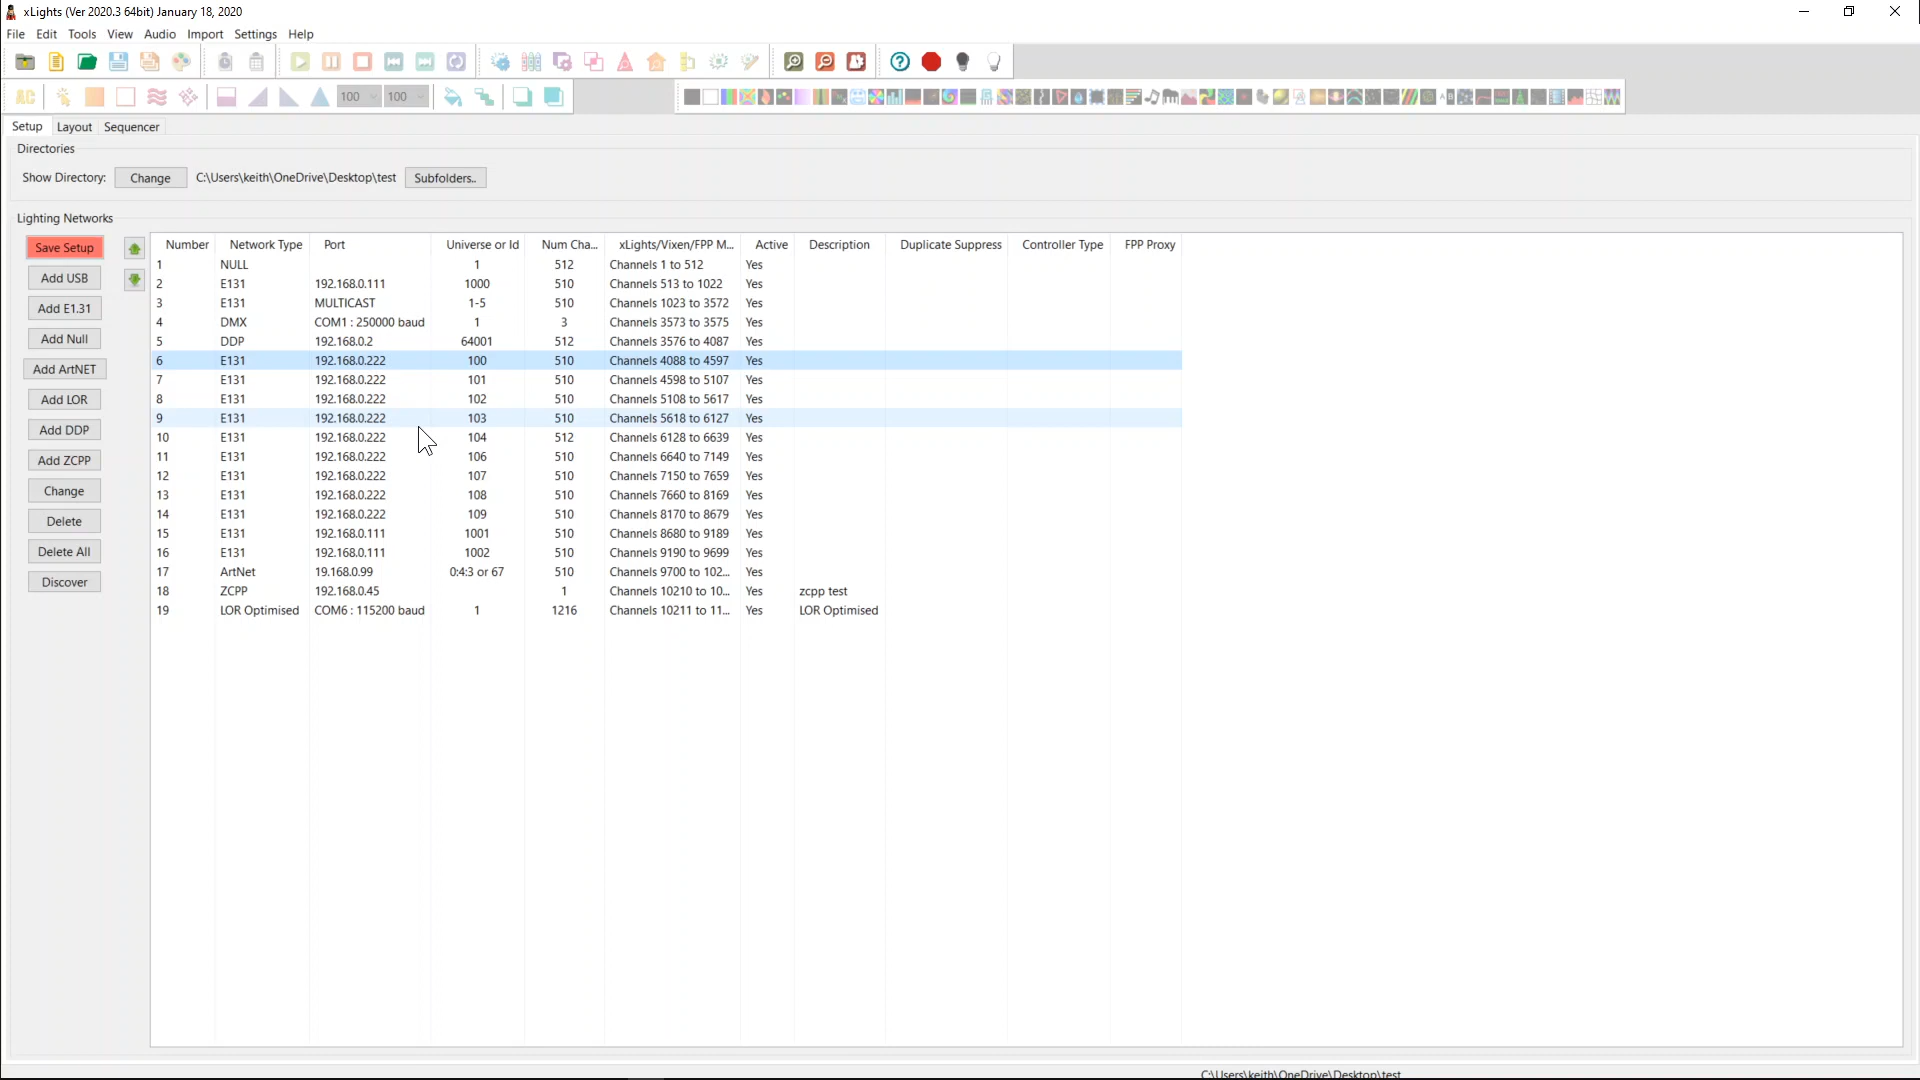 xLights (Ver 2020.3 64bit) January 18, 2020
File Edit Tools View Audio Import Settings Help
AC 100 100
Setup Layout Sequencer
Directories
Show Directory: Change C:\Users\keith\OneDrive\Desktop\test Subfolders..
Lighting Networks
Save Setup
Add USB
Add E1.31
Add Null
Add ArtNET
Add LOR
Add DDP
Add ZCPP
Change
Delete
Delete All
Discover
Number Network Type Port Universe or Id Num Cha... xLights/Vixen/FPP M... Active Description Duplicate Suppress Controller Type FPP Proxy
1 NULL 1 512 Channels 1 to 512 Yes
2 E131 192.168.0.111 1000 510 Channels 513 to 1022 Yes
3 E131 MULTICAST 1-5 510 Channels 1023 to 3572 Yes
4 DMX COM1 : 250000 baud 1 3 Channels 3573 to 3575 Yes
5 DDP 192.168.0.2 64001 512 Channels 3576 to 4087 Yes
6 E131 192.168.0.222 100 510 Channels 4088 to 4597 Yes
7 E131 192.168.0.222 101 510 Channels 4598 to 5107 Yes
8 E131 192.168.0.222 102 510 Channels 5108 to 5617 Yes
9 E131 192.168.0.222 103 510 Channels 5618 to 6127 Yes
10 E131 192.168.0.222 104 512 Channels 6128 to 6639 Yes
11 E131 192.168.0.222 106 510 Channels 6640 to 7149 Yes
12 E131 192.168.0.222 107 510 Channels 7150 to 7659 Yes
13 E131 192.168.0.222 108 510 Channels 7660 to 8169 Yes
14 E131 192.168.0.222 109 510 Channels 8170 to 8679 Yes
15 E131 192.168.0.111 1001 510 Channels 8680 to 9189 Yes
16 E131 192.168.0.111 1002 510 Channels 9190 to 9699 Yes
17 ArtNet 19.168.0.99 0:4:3 or 67 510 Channels 9700 to 102... Yes
18 ZCPP 192.168.0.45 1 Channels 10210 to 10... Yes zcpp test
19 LOR Optimised COM6 : 115200 baud 1 1216 Channels 10211 to 11... Yes LOR Optimised
C:\Users\keith\OneDrive\Desktop\test